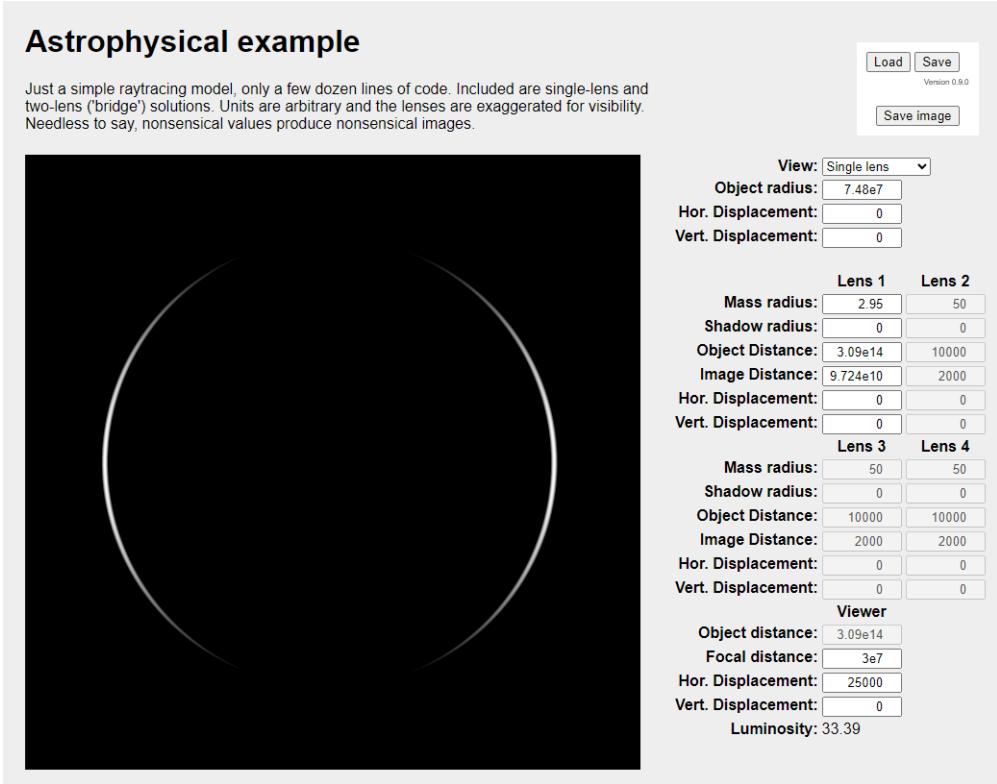 Astrophysical example
Load Save
Version 0.9.0
Just a simple raytracing model, only a few dozen lines of code. Included are single-lens and
two-lens ('bridge') solutions. Units are arbitrary and the lenses are exaggerated for visibility.
Needless to say, nonsensical values produce nonsensical images.
Save image
View: Single lens
Object radius: 7.48e7
Hor. Displacement: 0
Vert. Displacement: 0
Lens 1 Lens 2
Mass radius: 2.95 50
Shadow radius: 0 0
Object Distance: 3.09e14 10000
Image Distance: 9.724e10 2000
Hor. Displacement: 0 0
Vert. Displacement: 0 0
Lens 3 Lens 4
Mass radius: 50 50
Shadow radius: 0 0
Object Distance: 10000 10000
Image Distance: 2000 2000
Hor. Displacement: 0 0
Vert. Displacement: 0 0
Viewer
Object distance: 3.09e14
Focal distance: 3e7
Hor. Displacement: 25000
Vert. Displacement: 0
Luminosity: 33.39